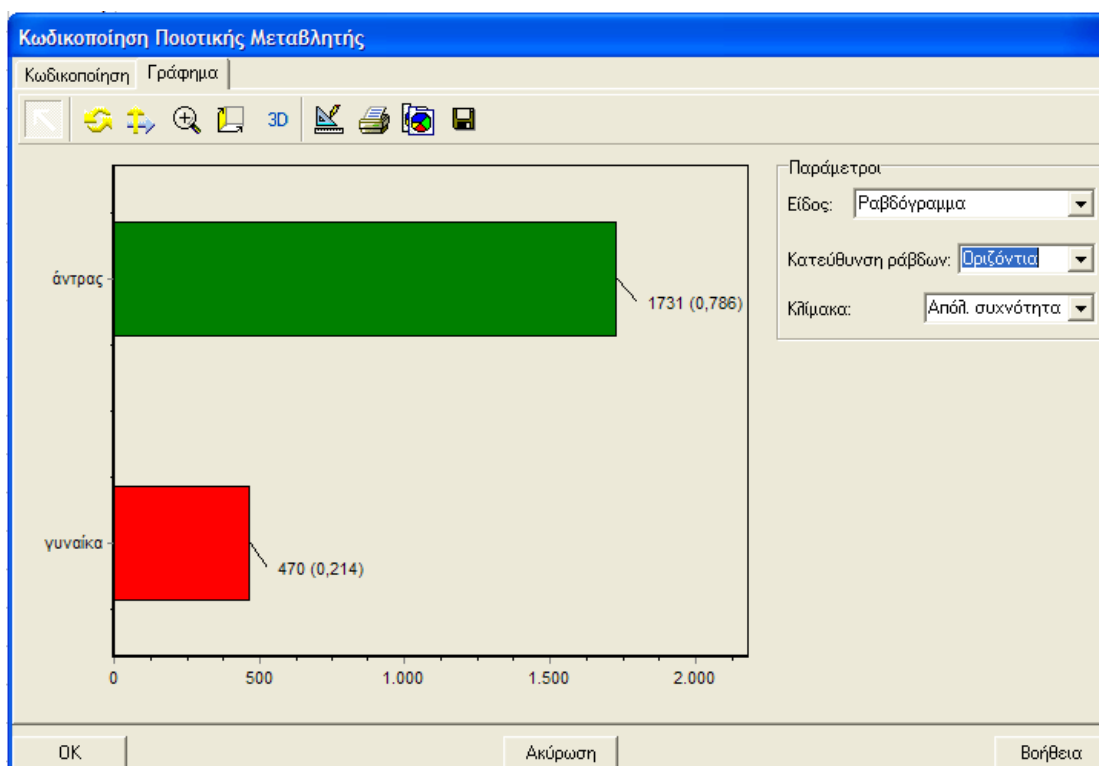 Κωδικοποίηση Ποιοτικής Μεταβλητής
Κωδικοποίηση Γράφημα
3D
Παράμετροι
Είδος: Ραβδόγραμμα
Κατεύθυνση ράβδων: Οριζόντια
Κλίμακα: Απόλ. συχνότητα
άντρας
1731 (0,786)
γυναίκα
470 (0,214)
0 500 1.000 1.500 2.000
OK Ακύρωση Βοήθεια